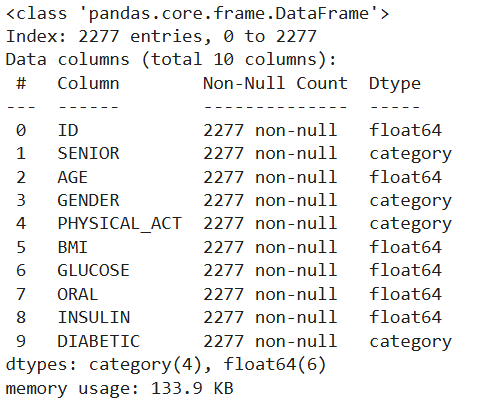 <class 'pandas.core.frame.DataFrame'>
Index: 2277 entries, 0 to 2277
Data columns (total 10 columns):
 #   Column        Non-Null Count  Dtype
---  ------        --------------  -----
 0   ID            2277 non-null   float64
 1   SENIOR        2277 non-null   category
 2   AGE           2277 non-null   float64
 3   GENDER        2277 non-null   category
 4   PHYSICAL_ACT  2277 non-null   category
 5   BMI           2277 non-null   float64
 6   GLUCOSE       2277 non-null   float64
 7   ORAL          2277 non-null   float64
 8   INSULIN       2277 non-null   float64
 9   DIABETIC      2277 non-null   category
dtypes: category(4), float64(6)
memory usage: 133.9 KB